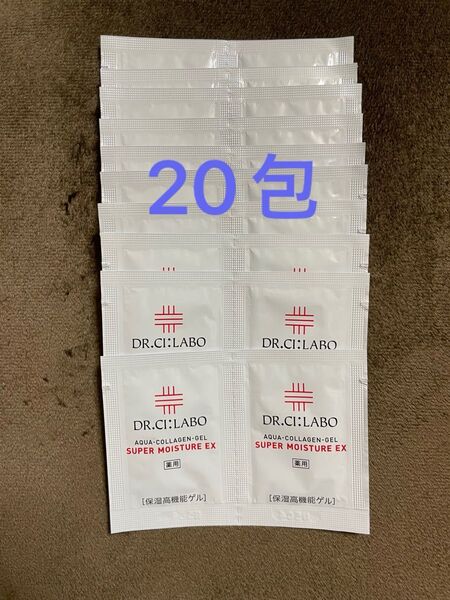 20包
DR.CI:LABO
DR.CI:LABO
DR.CI:LABO
AQUA-COLLAGEN-GEL
SUPER MOISTURE EX
薬用
[保湿高機能ゲル]
DR.CI:LABO
AQUA-COLLAGEN-GEL
SUPER MOISTURE EX
薬用
[保湿高機能ゲル]